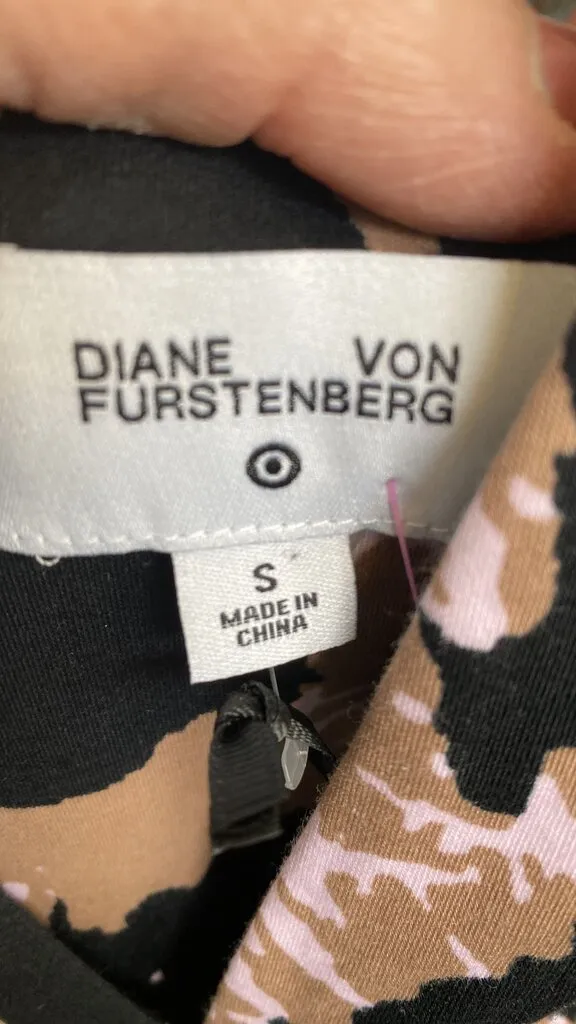 DIANE VON
FURSTENBERG
S
MADE IN
CHINA